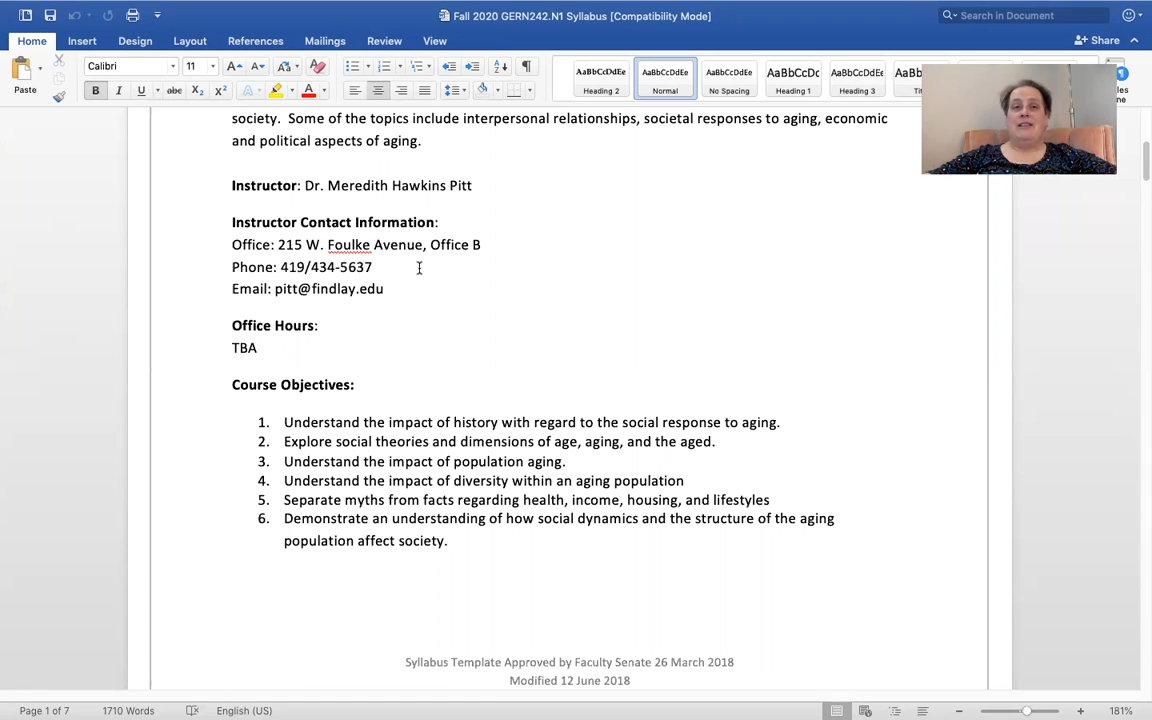 Fall 2020 GERN242.N1 Syllabus [Compatibility Mode]
Search in Document
Home Insert Design Layout References Mailings Review View
Share
Paste
Calibri 11
AaBbCcDdEe AaBbCcDdEe AaBbCcDdEe AaBbCcDc AaBbCcDdEe AaBb
Heading 2 Normal No Spacing Heading 1 Heading 3
society. Some of the topics include interpersonal relationships, societal responses to aging, economic
and political aspects of aging.
Instructor: Dr. Meredith Hawkins Pitt
Instructor Contact Information:
Office: 215 W. Foulke Avenue, Office B
Phone: 419/434-5637
Email: pitt@findlay.edu
Office Hours:
TBA
Course Objectives:
1. Understand the impact of history with regard to the social response to aging.
2. Explore social theories and dimensions of age, aging, and the aged.
3. Understand the impact of population aging.
4. Understand the impact of diversity within an aging population
5. Separate myths from facts regarding health, income, housing, and lifestyles
6. Demonstrate an understanding of how social dynamics and the structure of the aging
population affect society.
Syllabus Template Approved by Faculty Senate 26 March 2018
Modified 12 June 2018
Page 1 of 7 1710 Words English (US) 181%